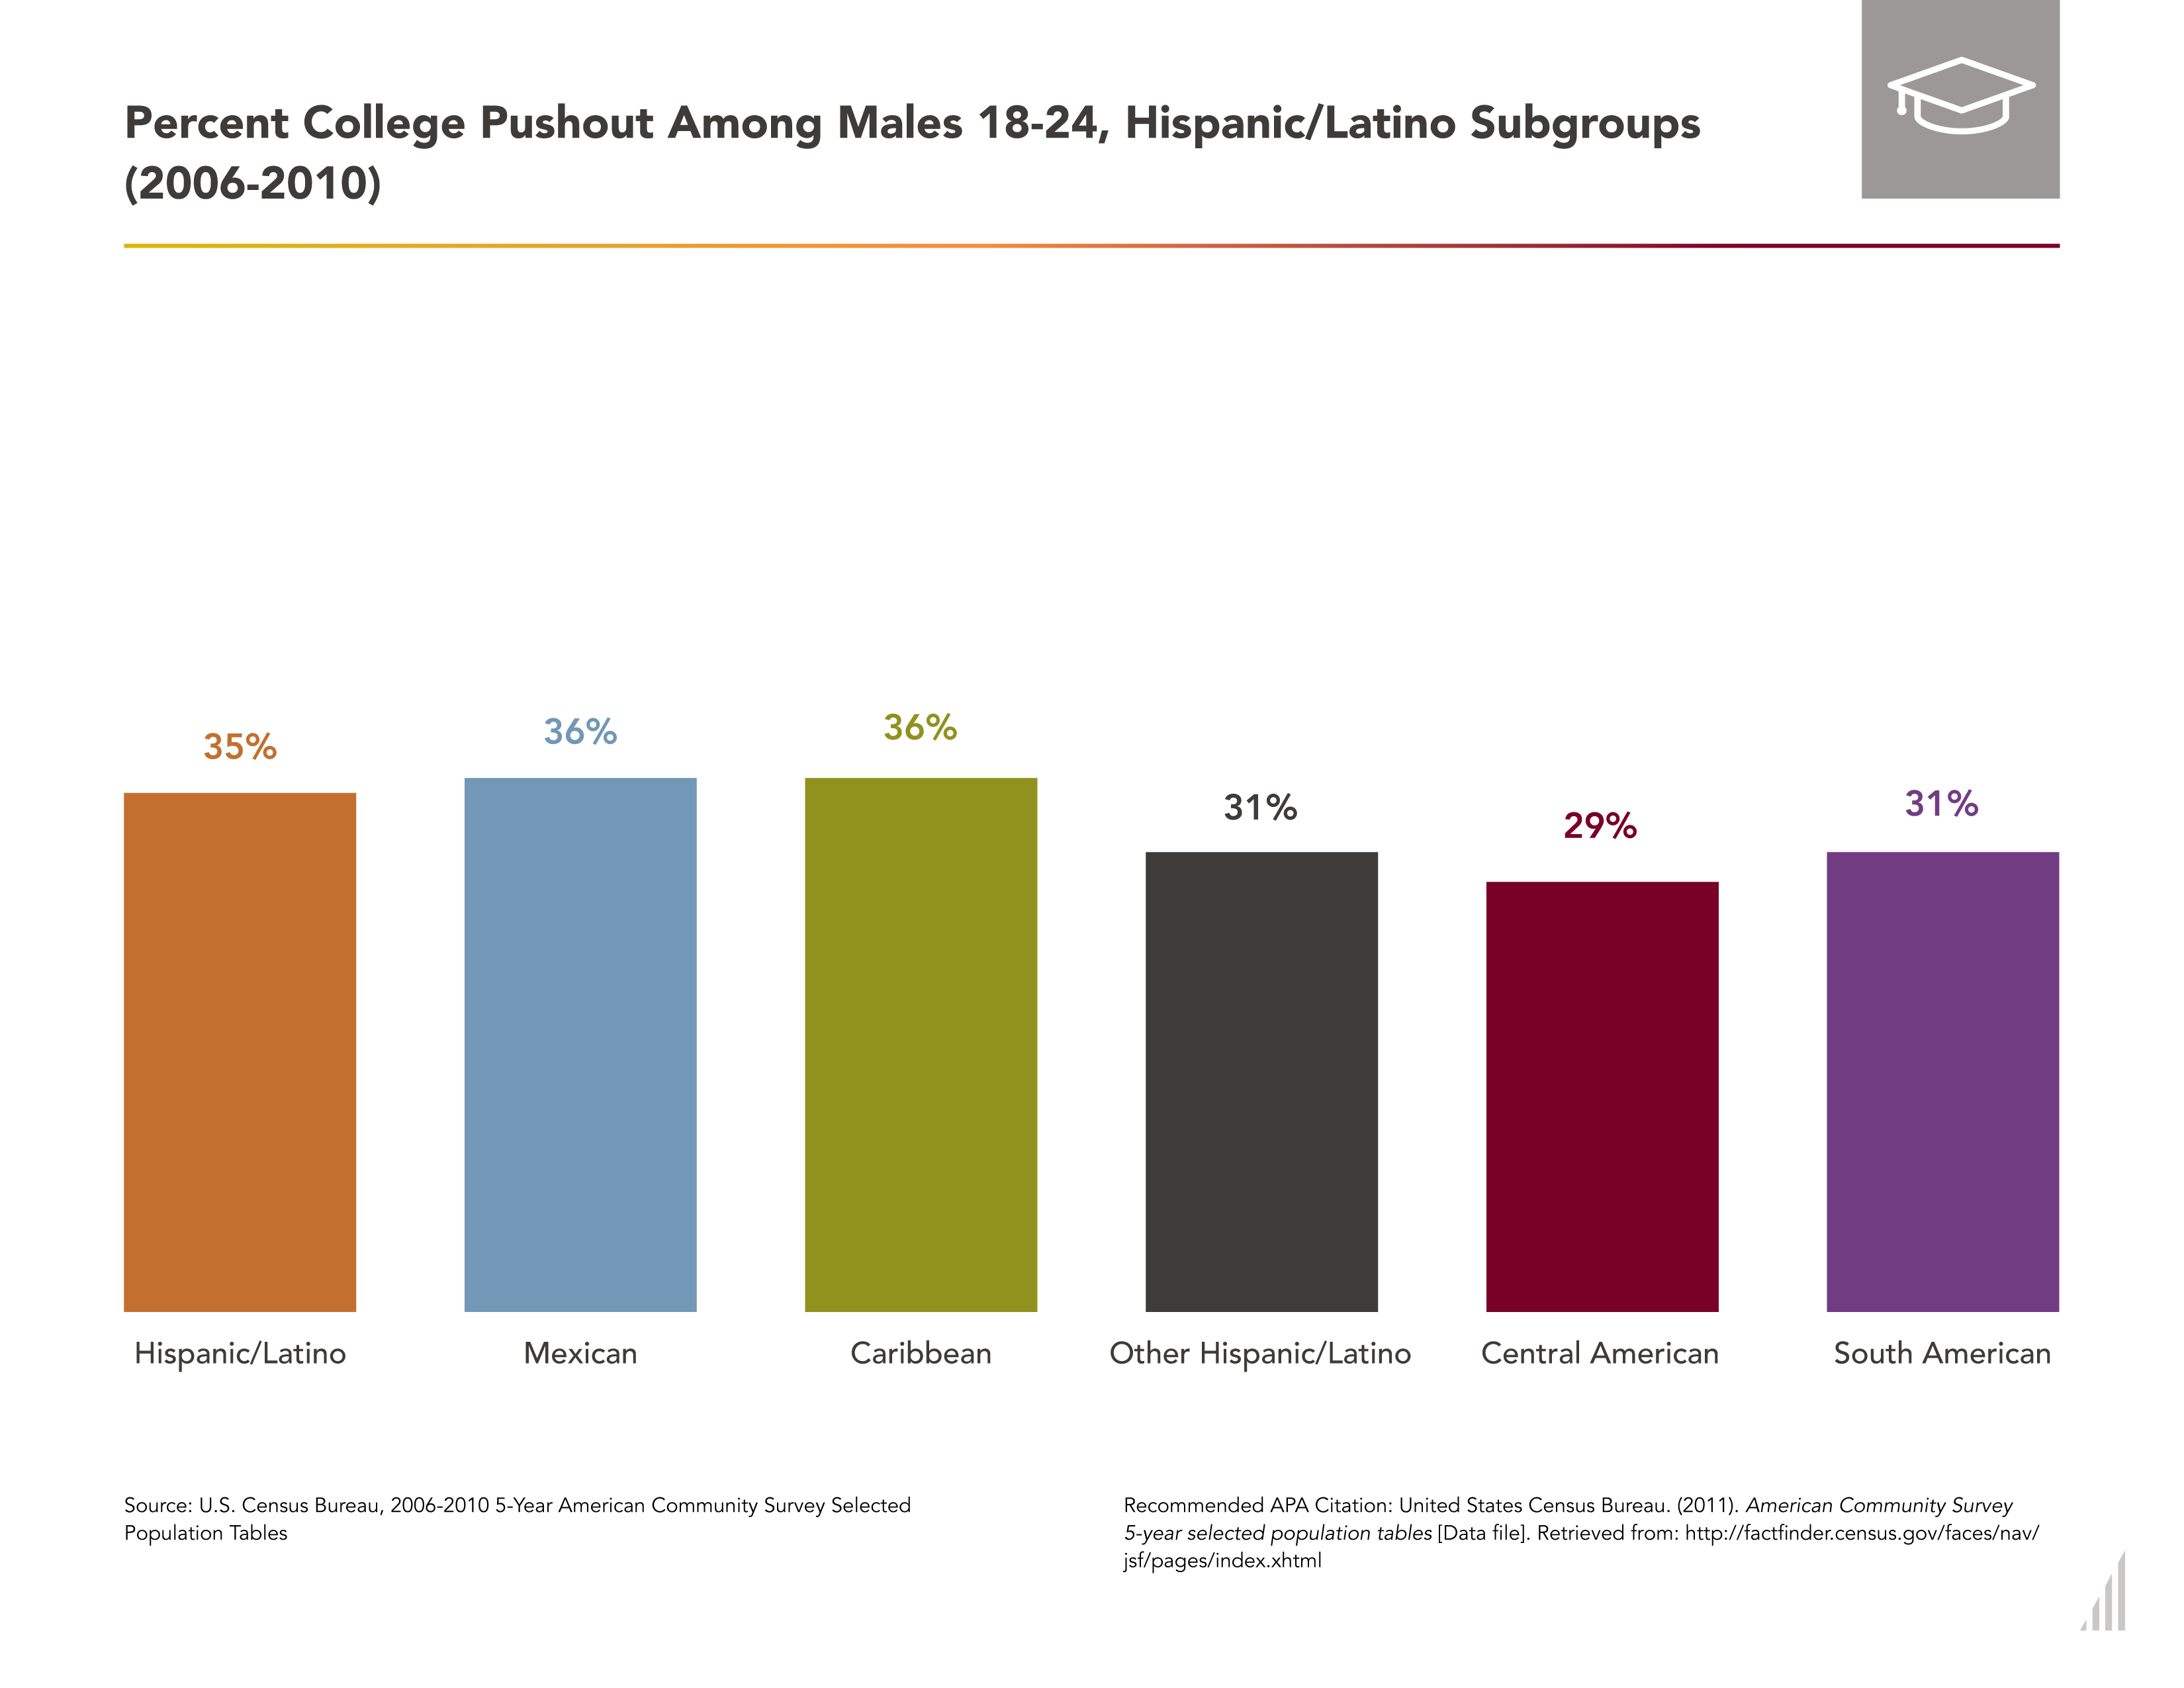 Percent College Pushout Among Males 18-24, Hispanic/Latino Subgroups
(2006-2010)
35%
36%
36%
31%
29%
31%
Hispanic/Latino
Mexican
Caribbean
Other Hispanic/Latino
Central American
South American
Source: U.S. Census Bureau, 2006-2010 5-Year American Community Survey Selected
Population Tables
Recommended APA Citation: United States Census Bureau. (2011). American Community Survey
5-year selected population tables [Data file]. Retrieved from: http://factfinder.census.gov/faces/nav/
jsf/pages/index.xhtml